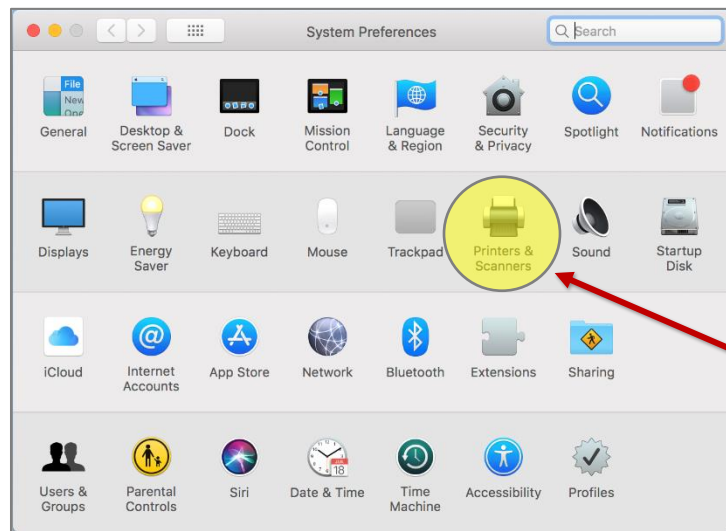 System Preferences
Search
File
New
One
General
Desktop &
Screen Saver
Dock
Mission
Control
Language
& Region
Security
& Privacy
Spotlight
Notifications
Displays
Energy
Saver
Keyboard
Mouse
Trackpad
Printers &
Scanners
Sound
Startup
Disk
iCloud
Internet
Accounts
App Store
Network
Bluetooth
Extensions
Sharing
Users &
Groups
Parental
Controls
Siri
18
Date & Time
Time
Machine
Accessibility
Profiles